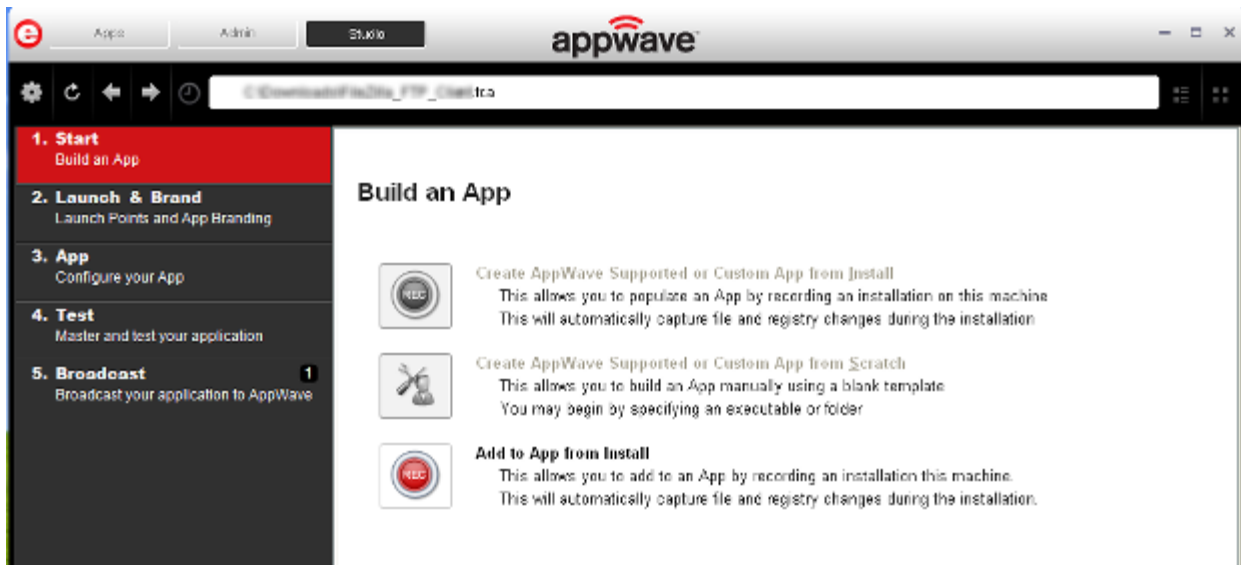 e Apps Admin Studio appwave
.tca
1. Start
Build an App
2. Launch & Brand
Launch Points and App Branding
3. App
Configure your App
4. Test
Master and test your application
5. Broadcast 1
Broadcast your application to AppWave
Build an App
REC
Create AppWave Supported or Custom App from Install
This allows you to populate an App by recording an installation on this machine
This will automatically capture file and registry changes during the installation
Create AppWave Supported or Custom App from Scratch
This allows you to build an App manually using a blank template
You may begin by specifying an executable or folder
REC
Add to App from Install
This allows you to add to an App by recording an installation this machine.
This will automatically capture file and registry changes during the installation.